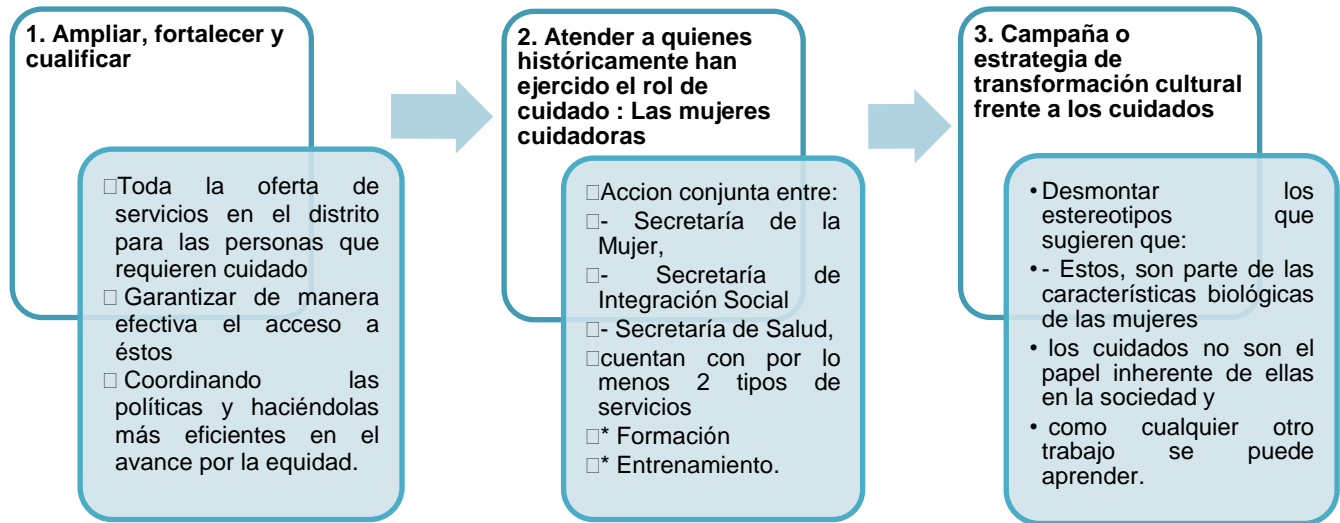 1. Ampliar, fortalecer y
cualificar
□Toda la oferta de
servicios en el distrito
para las personas que
requieren cuidado
□ Garantizar de manera
efectiva el acceso a
éstos
□ Coordinando las
políticas y haciéndolas
más eficientes en el
avance por la equidad.
2. Atender a quienes
históricamente han
ejercido el rol de
cuidado : Las mujeres
cuidadoras
□Accion conjunta entre:
□- Secretaría de la
Mujer,
□- Secretaría de
Integración Social
□- Secretaría de Salud,
□cuentan con por lo
menos 2 tipos de
servicios
□* Formación
□* Entrenamiento.
3. Campaña o
estrategia de
transformación cultural
frente a los cuidados
• Desmontar los
estereotipos que
sugieren que:
• - Estos, son parte de las
características biológicas
de las mujeres
• los cuidados no son el
papel inherente de ellas
en la sociedad y
• como cualquier otro
trabajo se puede
aprender.